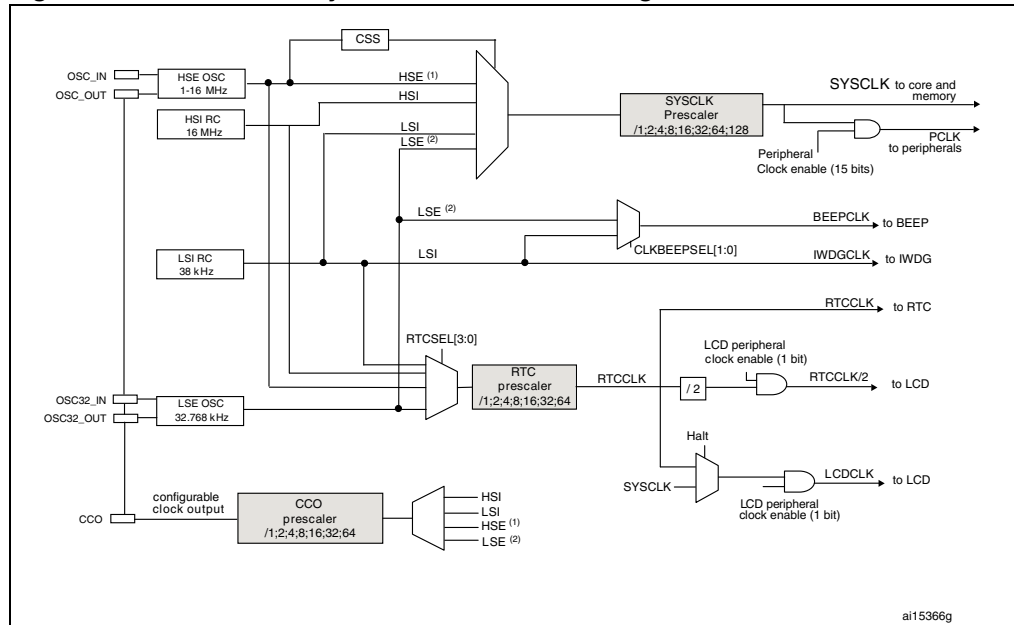 CSS
OSC_IN
OSC_OUT
HSE OSC
1-16 MHz
HSE (1)
HSI RC
16 MHz
HSI
LSI
LSE (2)
SYSCLK
Prescaler
/1;2;4;8;16;32;64;128
SYSCLK to core and
memory
PCLK
to peripherals
Peripheral
Clock enable (15 bits)
LSE (2)
BEEPCLK
to BEEP
CLKBEEPSEL[1:0]
LSI RC
38 kHz
LSI
IWDGCLK
to IWDG
RTCCLK
to RTC
RTCSEL[3:0]
LCD peripheral
clock enable (1 bit)
RTC
prescaler
/1;2;4;8;16;32;64
RTCCLK
/ 2
RTCCLK/2
to LCD
OSC32_IN
OSC32_OUT
LSE OSC
32.768 kHz
Halt
SYSCLK
LCDCLK
to LCD
LCD peripheral
clock enable (1 bit)
configurable
clock output
CCO
CCO
prescaler
/1;2;4;8;16;32;64
HSI
LSI
HSE (1)
LSE (2)
ai15366g